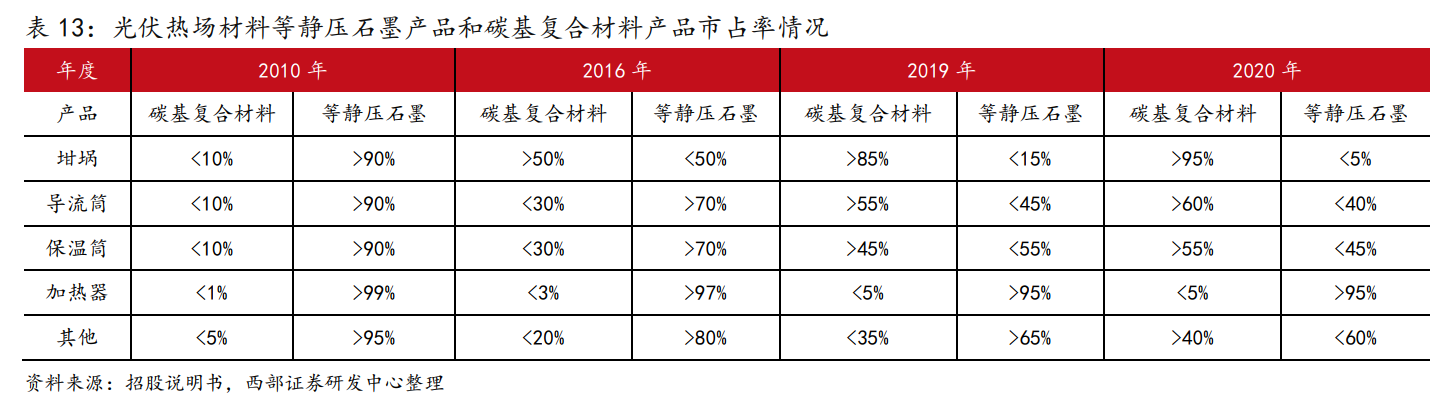 表 13：光伏热场材料等静压石墨产品和碳基复合材料产品市占率情况
年度 2010 年 2016 年 2019 年 2020 年
产品 碳基复合材料 等静压石墨 碳基复合材料 等静压石墨 碳基复合材料 等静压石墨 碳基复合材料 等静压石墨
坩埚 <10% >90% >50% <50% >85% <15% >95% <5%
导流筒 <10% >90% <30% >70% >55% <45% >60% <40%
保温筒 <10% >90% <30% >70% >45% <55% >55% <45%
加热器 <1% >99% <3% >97% <5% >95% <5% >95%
其他 <5% >95% <20% >80% <35% >65% >40% <60%
资料来源：招股说明书，西部证券研发中心整理